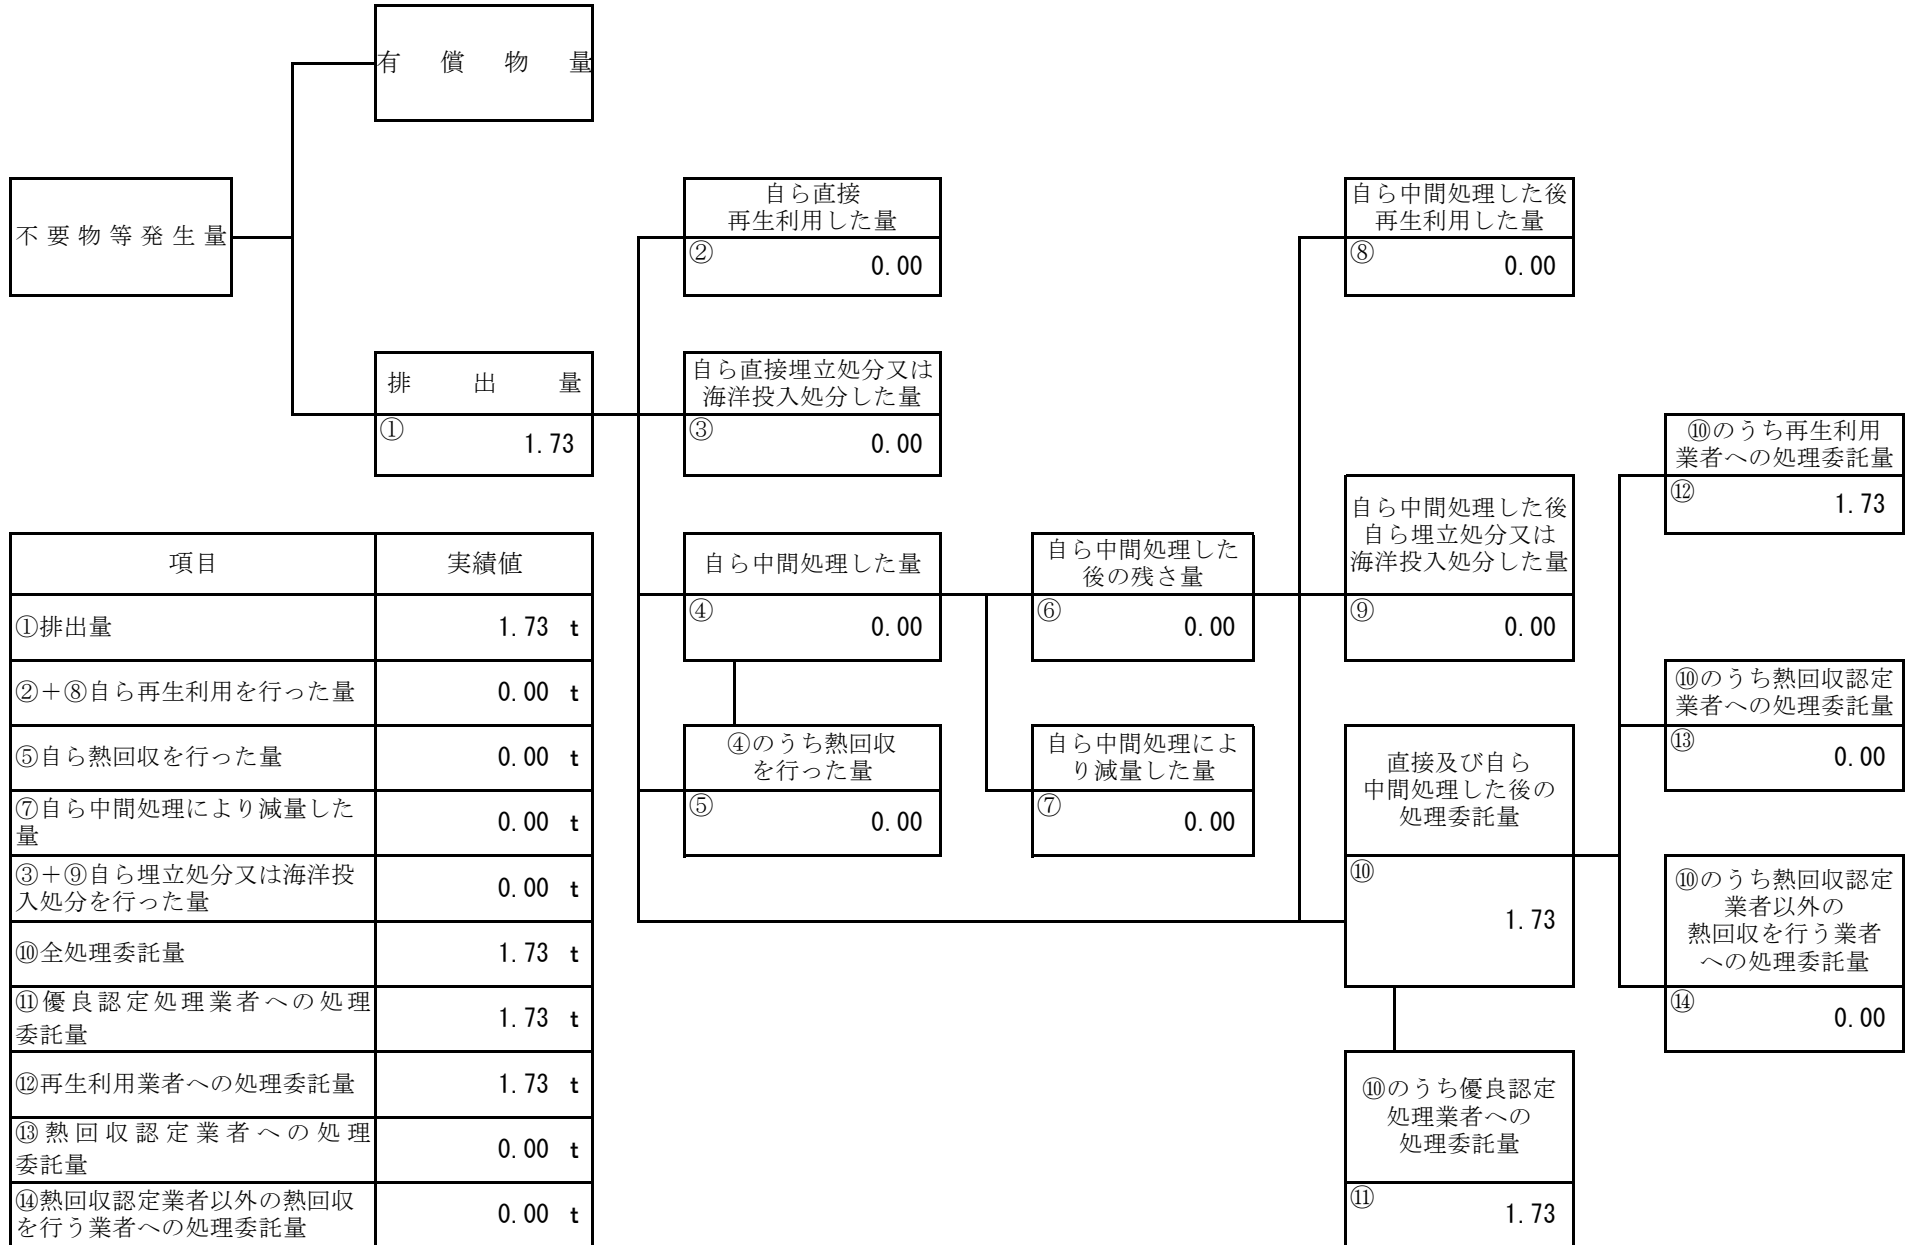 有償物量
不要物等発生量
自ら直接
再生利用した量
②
0.00
自ら中間処理した後
再生利用した量
⑧
0.00
排出量
①
1.73
自ら直接埋立処分又は
海洋投入処分した量
③
0.00
⑩のうち再生利用
業者への処理委託量
⑫
1.73
自ら中間処理した量
④
0.00
自ら中間処理した
後の残さ量
⑥
0.00
自ら中間処理した後
自ら埋立処分又は
海洋投入処分した量
⑨
0.00
④のうち熱回収
を行った量
⑤
0.00
自ら中間処理によ
り減量した量
⑦
0.00
直接及び自ら
中間処理した後の
処理委託量
⑩
1.73
⑩のうち熱回収認定
業者への処理委託量
⑬
0.00
⑩のうち熱回収認定
業者以外の
熱回収を行う業者
への処理委託量
⑭
0.00
⑩のうち優良認定
処理業者への
処理委託量
⑪
1.73
項目 実績値
①排出量 1.73 t
②＋⑧自ら再生利用を行った量 0.00 t
⑤自ら熱回収を行った量 0.00 t
⑦自ら中間処理により減量した
量 0.00 t
③＋⑨自ら埋立処分又は海洋投
入処分を行った量 0.00 t
⑩全処理委託量 1.73 t
⑪優良認定処理業者への処理
委託量 1.73 t
⑫再生利用業者への処理委託量 1.73 t
⑬熱回収認定業者への処理
委託量 0.00 t
⑭熱回収認定業者以外の熱回収
を行う業者への処理委託量 0.00 t